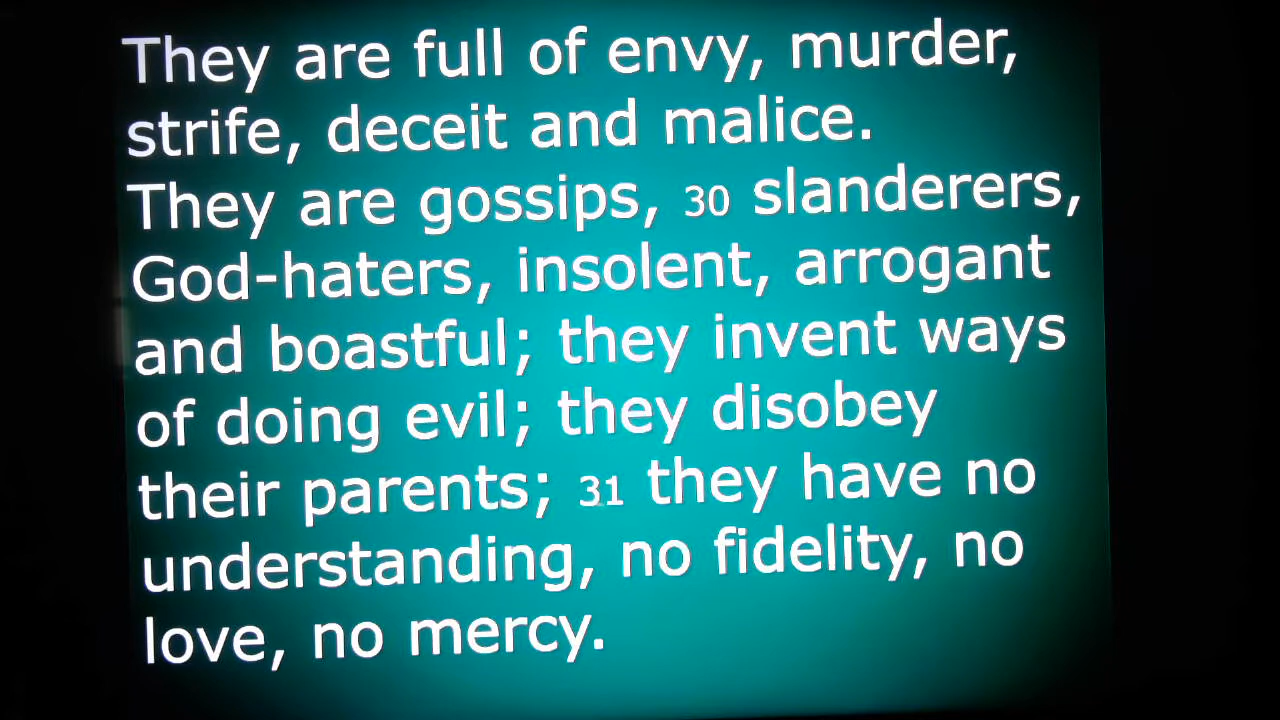 They are full of envy, murder,
strife, deceit and malice.
They are gossips, 30 slanderers,
God-haters, insolent, arrogant
and boastful; they invent ways
of doing evil; they disobey
their parents; 31 they have no
understanding, no fidelity, no
love, no mercy.